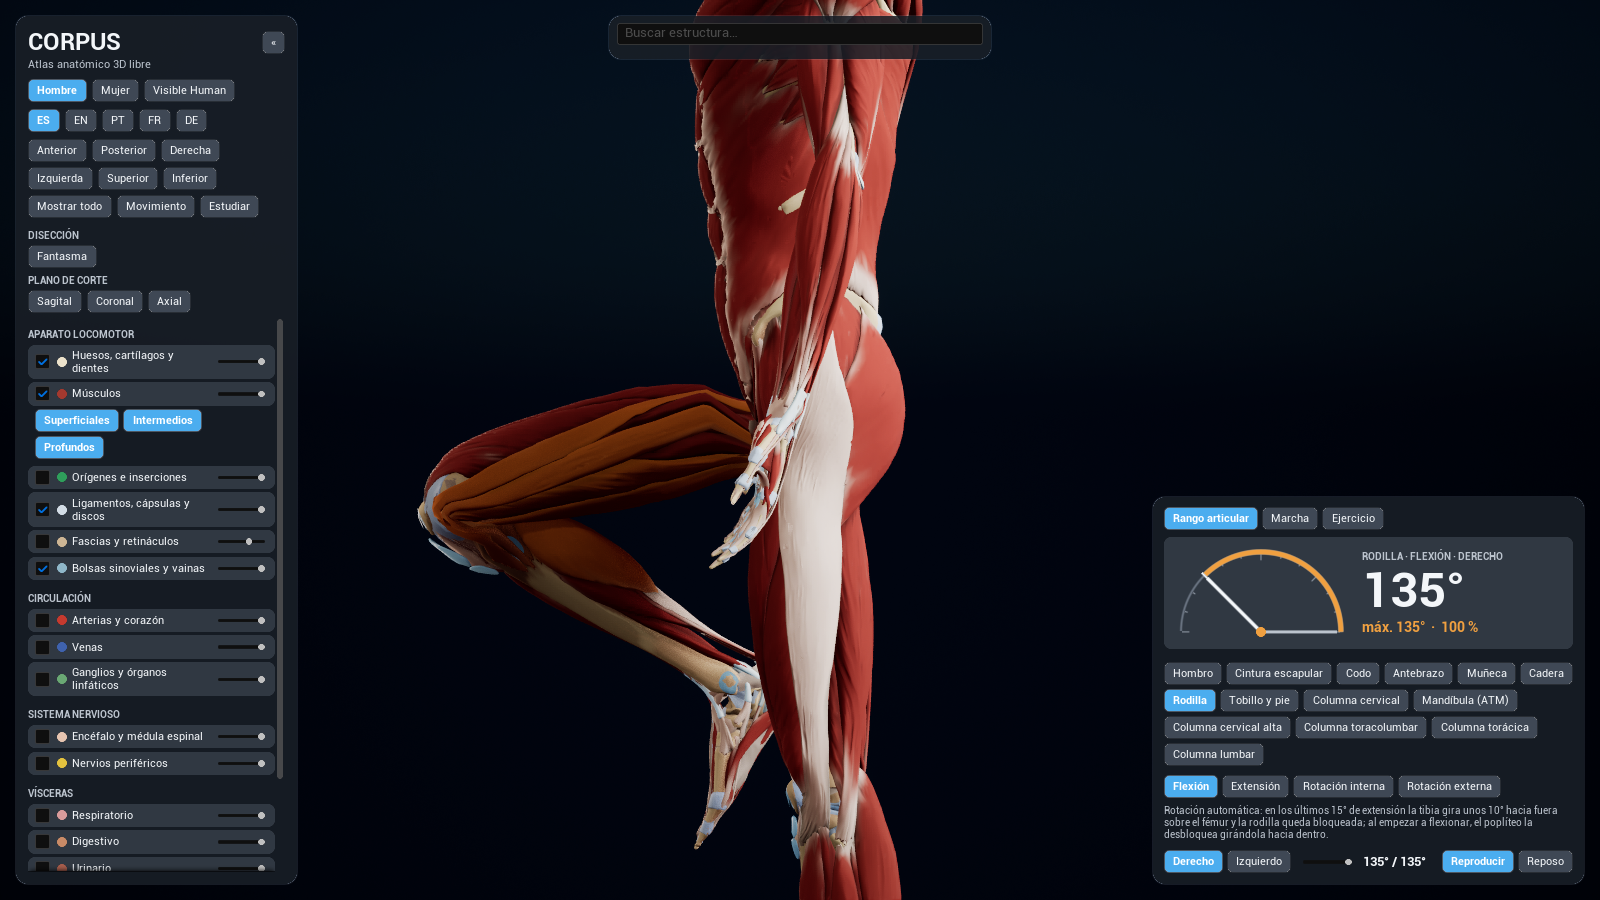 CORPUS
«
Atlas anatómico 3D libre
Hombre Mujer Visible Human
ES EN PT FR DE
Anterior Posterior Derecha
Izquierda Superior Inferior
Mostrar todo Movimiento Estudiar
DISECCIÓN
Fantasma
PLANO DE CORTE
Sagital Coronal Axial
APARATO LOCOMOTOR
Huesos, cartílagos y
dientes
Músculos
Superficiales Intermedios
Profundos
Orígenes e inserciones
Ligamentos, cápsulas y
discos
Fascias y retináculos
Bolsas sinoviales y vainas
CIRCULACIÓN
Arterias y corazón
Venas
Ganglios y órganos
linfáticos
SISTEMA NERVIOSO
Encéfalo y médula espinal
Nervios periféricos
VÍSCERAS
Respiratorio
Digestivo
Urinario
Buscar estructura...
Rango articular Marcha Ejercicio
RODILLA · FLEXIÓN · DERECHO
135°
máx. 135° · 100 %
Hombro Cintura escapular Codo Antebrazo Muñeca Cadera
Rodilla Tobillo y pie Columna cervical Mandíbula (ATM)
Columna cervical alta Columna toracolumbar Columna torácica
Columna lumbar
Flexión Extensión Rotación interna Rotación externa
Rotación automática: en los últimos 15° de extensión la tibia gira unos 10° hacia fuera
sobre el fémur y la rodilla queda bloqueada; al empezar a flexionar, el poplíteo la
desbloquea girándola hacia dentro.
Derecho Izquierdo 135° / 135° Reproducir Reposo